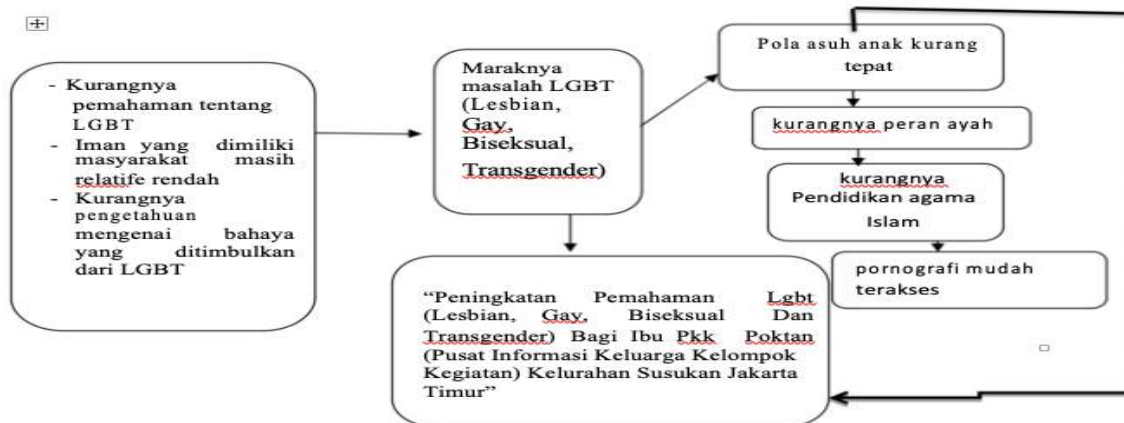 - Kurangnya
pemahaman tentang
LGBT
- Iman yang dimiliki
masyarakat masih
relatife rendah
- Kurangnya
pengetahuan
mengenai bahaya
yang ditimbulkan
dari LGBT
Maraknya
masalah LGBT
(Lesbian,
Gay,
Biseksual,
Transgender)
Pola asuh anak kurang
tepat
kurangnya peran ayah
kurangnya
Pendidikan agama
Islam
pornografi mudah
terakses
“Peningkatan Pemahaman Lgbt
(Lesbian, Gay, Biseksual Dan
Transgender) Bagi Ibu Pkk Poktan
(Pusat Informasi Keluarga Kelompok
Kegiatan) Kelurahan Susukan Jakarta
Timur”